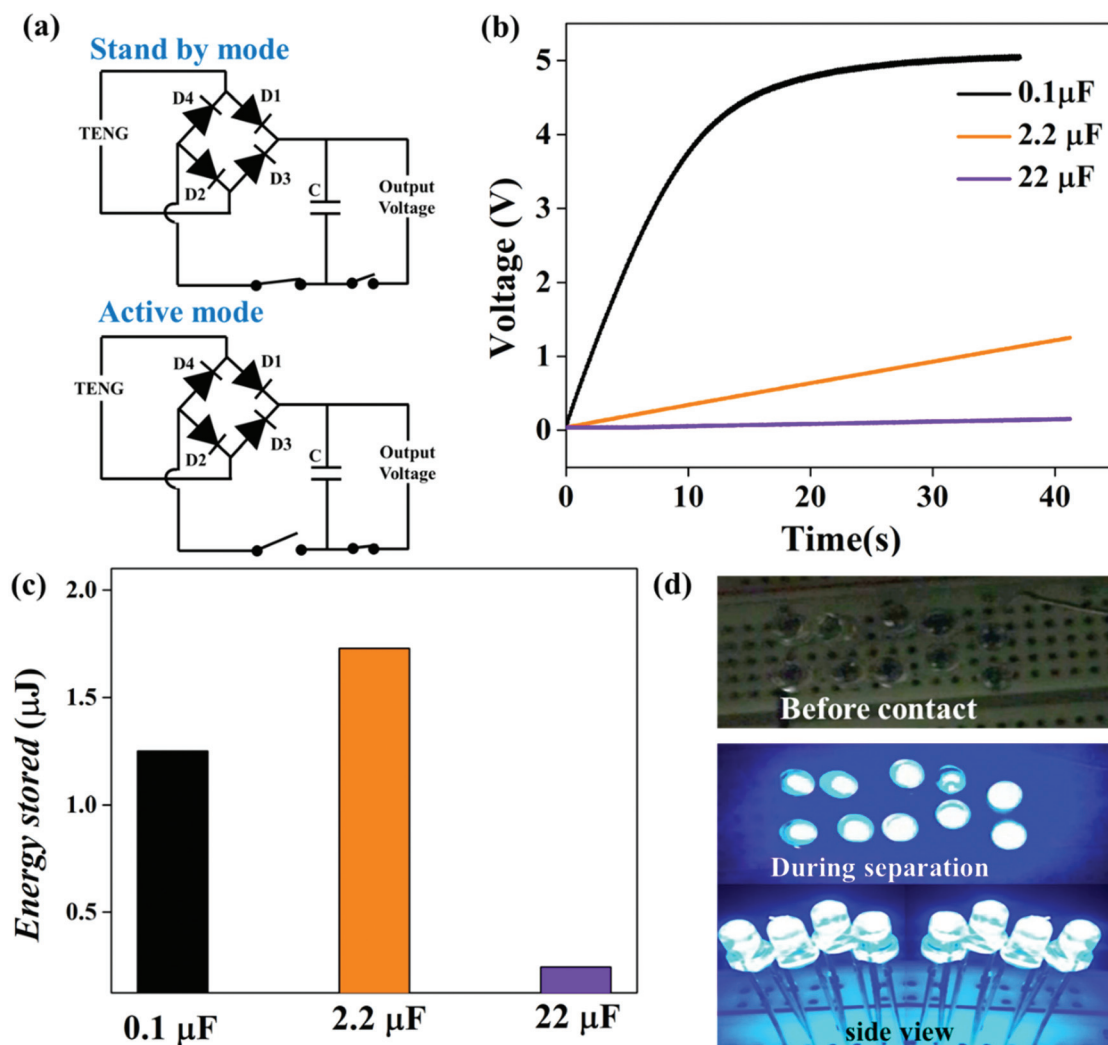 (a)
Stand by mode
D4
D1
TENG
D2
D3
C
Output
Voltage
Active mode
D4
D1
TENG
D2
D3
C
Output
Voltage
(b)
5
4
3
2
1
0
Voltage (V)
0.1μF
2.2 μF
22 μF
0 10 20 30 40
Time(s)
(c)
2.0
1.5
1.0
0.5
Energy stored (μJ)
0.1 μF 2.2 μF 22 μF
(d)
Before contact
During separation
side view